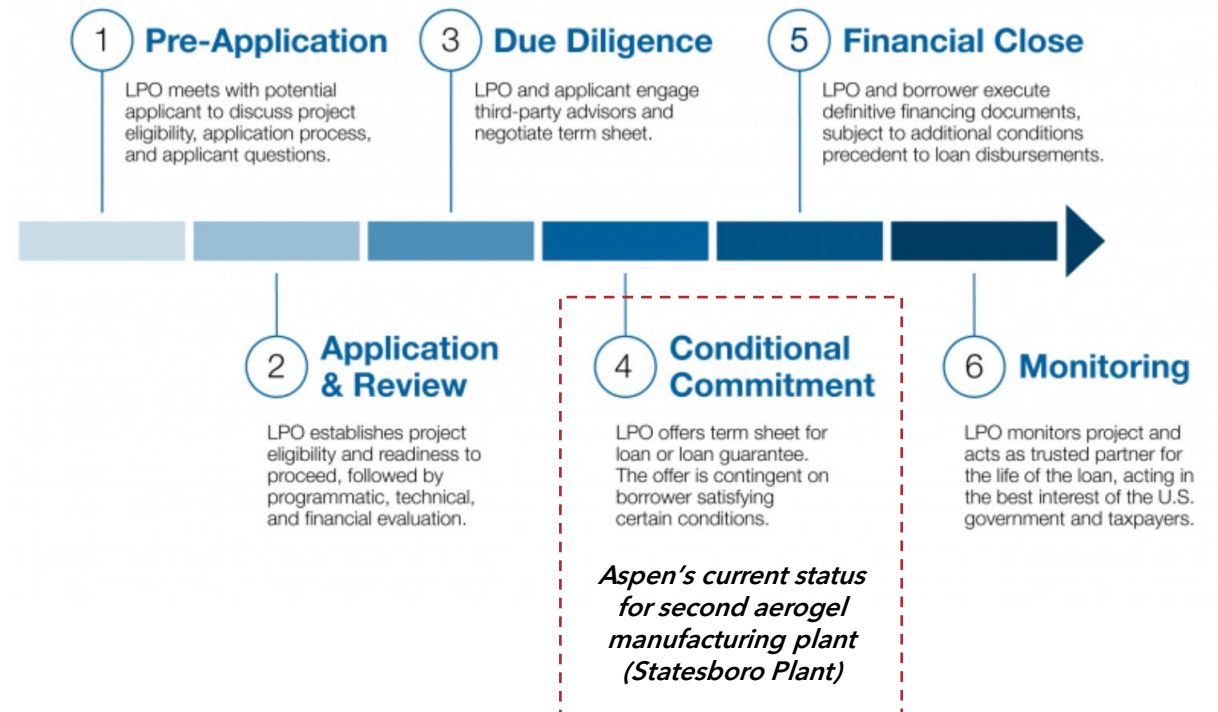 1 Pre-Application
LPO meets with potential
applicant to discuss project
eligibility, application process,
and applicant questions.
3 Due Diligence
LPO and applicant engage
third-party advisors and
negotiate term sheet.
5 Financial Close
LPO and borrower execute
definitive financing documents,
subject to additional conditions
precedent to loan disbursements.
2 Application
& Review
LPO establishes project
eligibility and readiness to
proceed, followed by
programmatic, technical,
and financial evaluation.
4 Conditional
Commitment
LPO offers term sheet for
loan or loan guarantee.
The offer is contingent on
borrower satisfying
certain conditions.
Aspen's current status
for second aerogel
manufacturing plant
(Statesboro Plant)
6 Monitoring
LPO monitors project and
acts as trusted partner for
the life of the loan, acting in
the best interest of the U.S.
government and taxpayers.